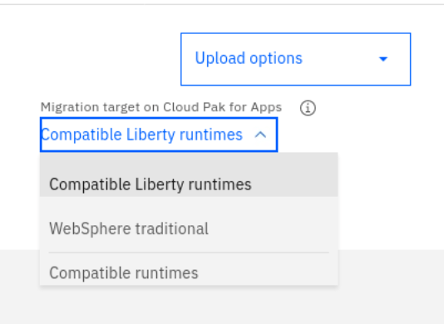 Upload options
Migration target on Cloud Pak for Apps
Compatible Liberty runtimes
Compatible Liberty runtimes
WebSphere traditional
Compatible runtimes